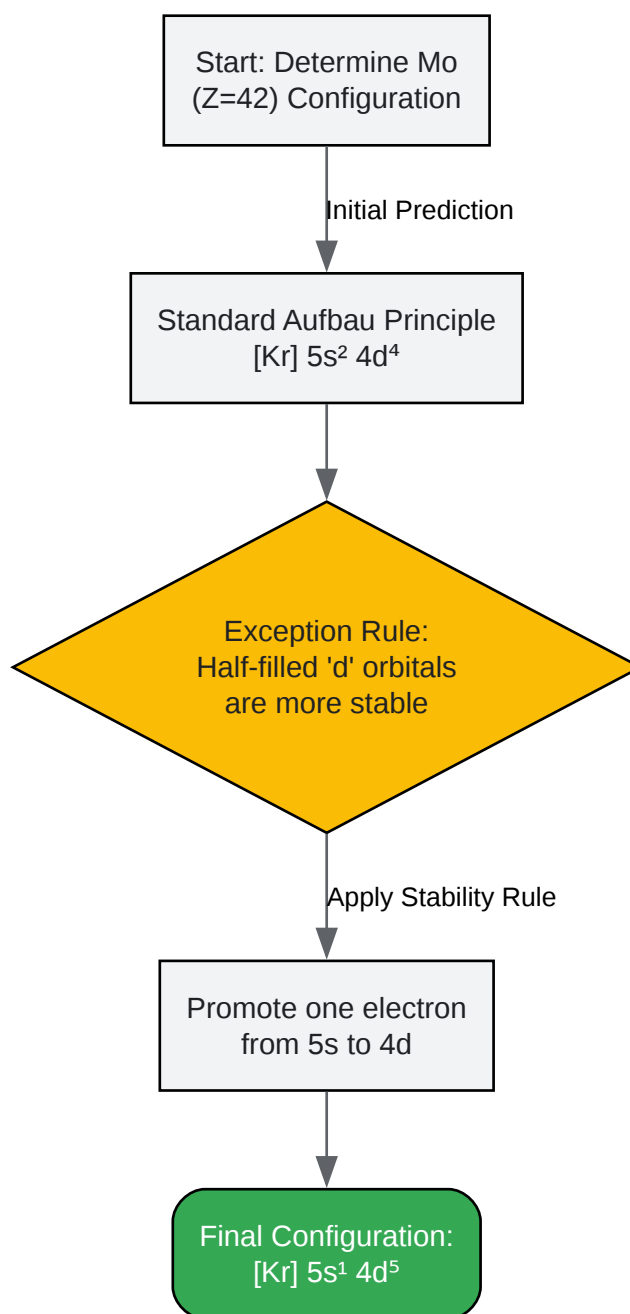 Start: Determine Mo
(Z=42) Configuration
Initial Prediction
Standard Aufbau Principle
[Kr] 5s² 4d⁴
Exception Rule:
Half-filled 'd' orbitals
are more stable
Apply Stability Rule
Promote one electron
from 5s to 4d
Final Configuration:
[Kr] 5s¹ 4d⁵